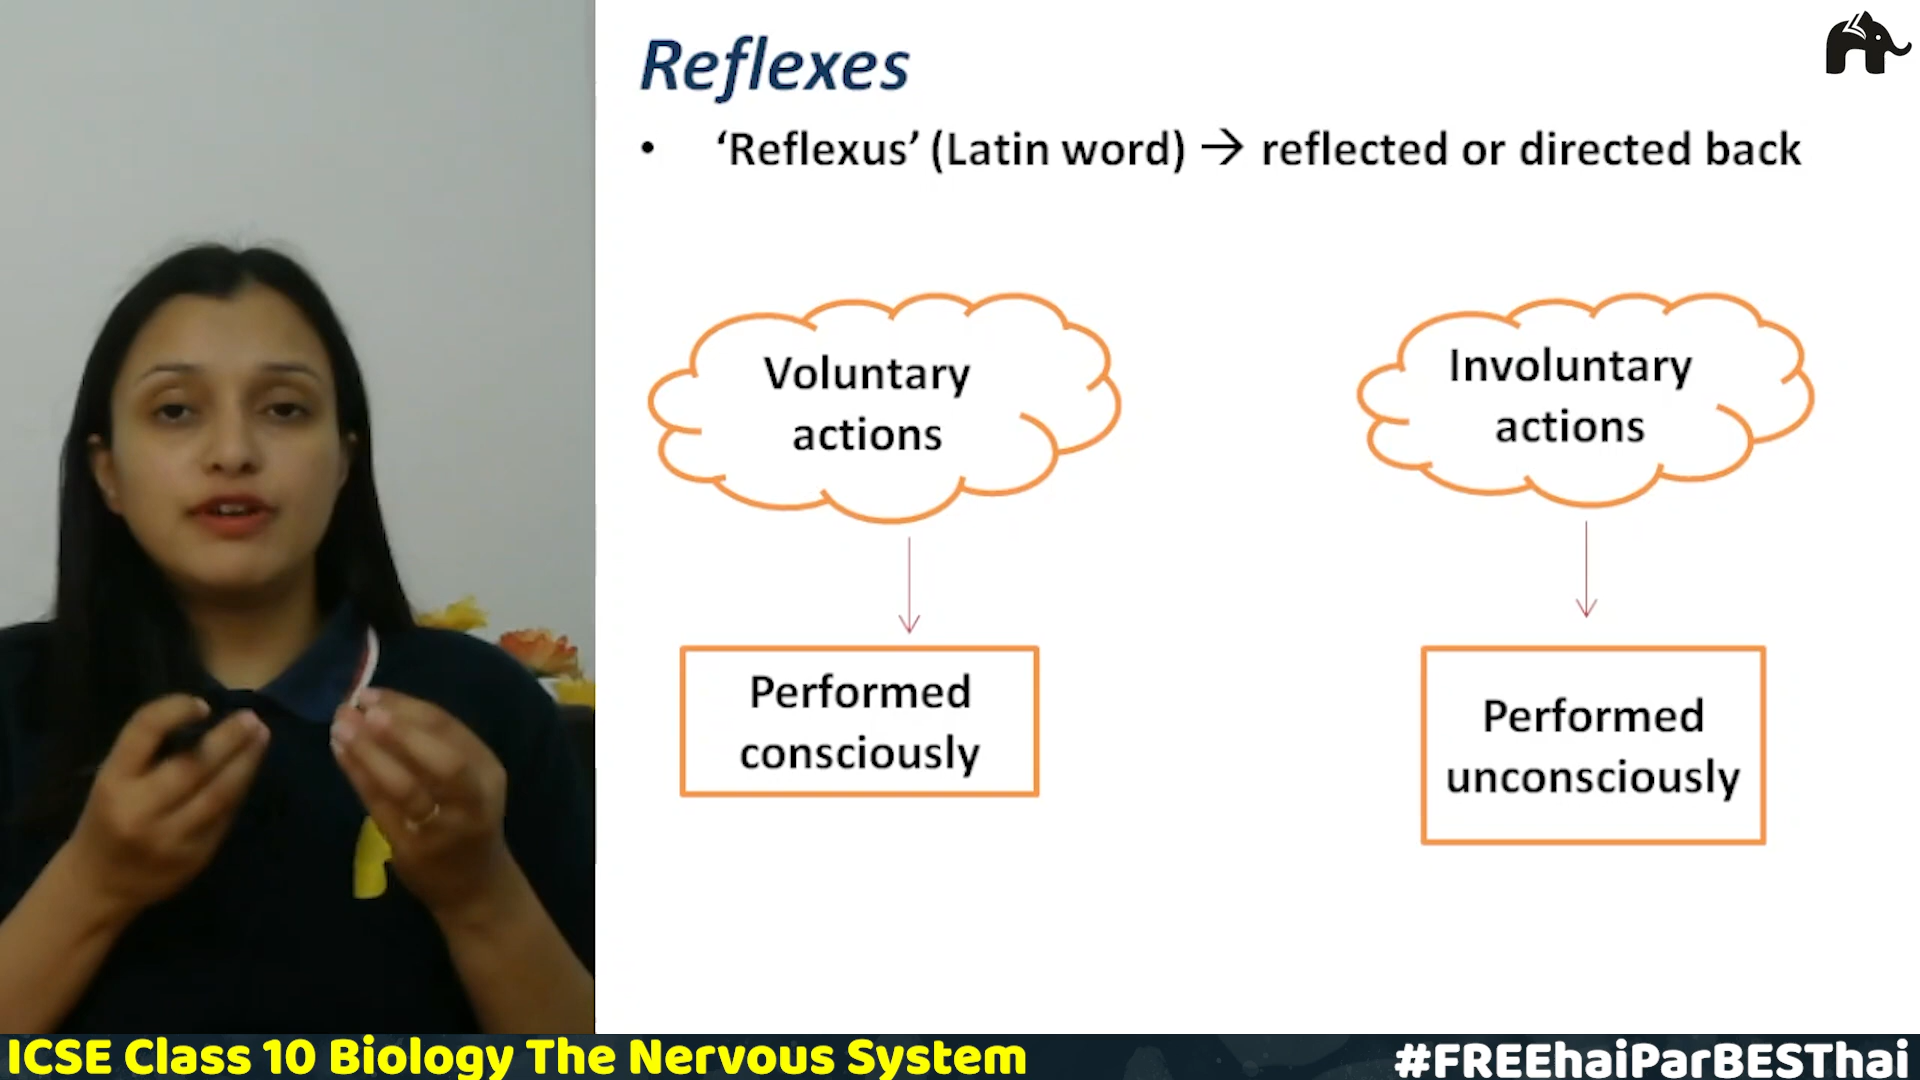 Reflexes
• ‘Reflexus’ (Latin word) → reflected or directed back
Voluntary
actions
Involuntary
actions
Performed
consciously
Performed
unconsciously
ICSE Class 10 Biology The Nervous System
#FREEhaiParBESThai